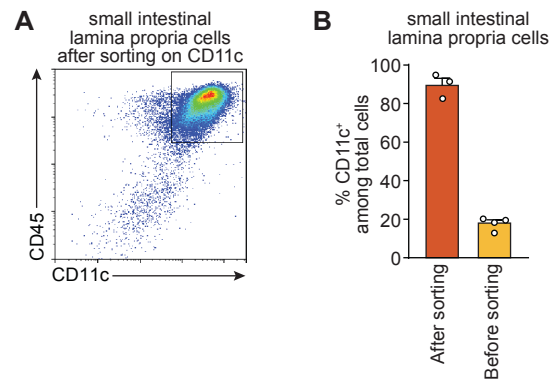 A
small intestinal
lamina propria cells
after sorting on CD11c
CD45
CD11c
B
small intestinal
lamina propria cells
% CD11c⁺
among total cells
100
80
60
40
20
0
After sorting
Before sorting